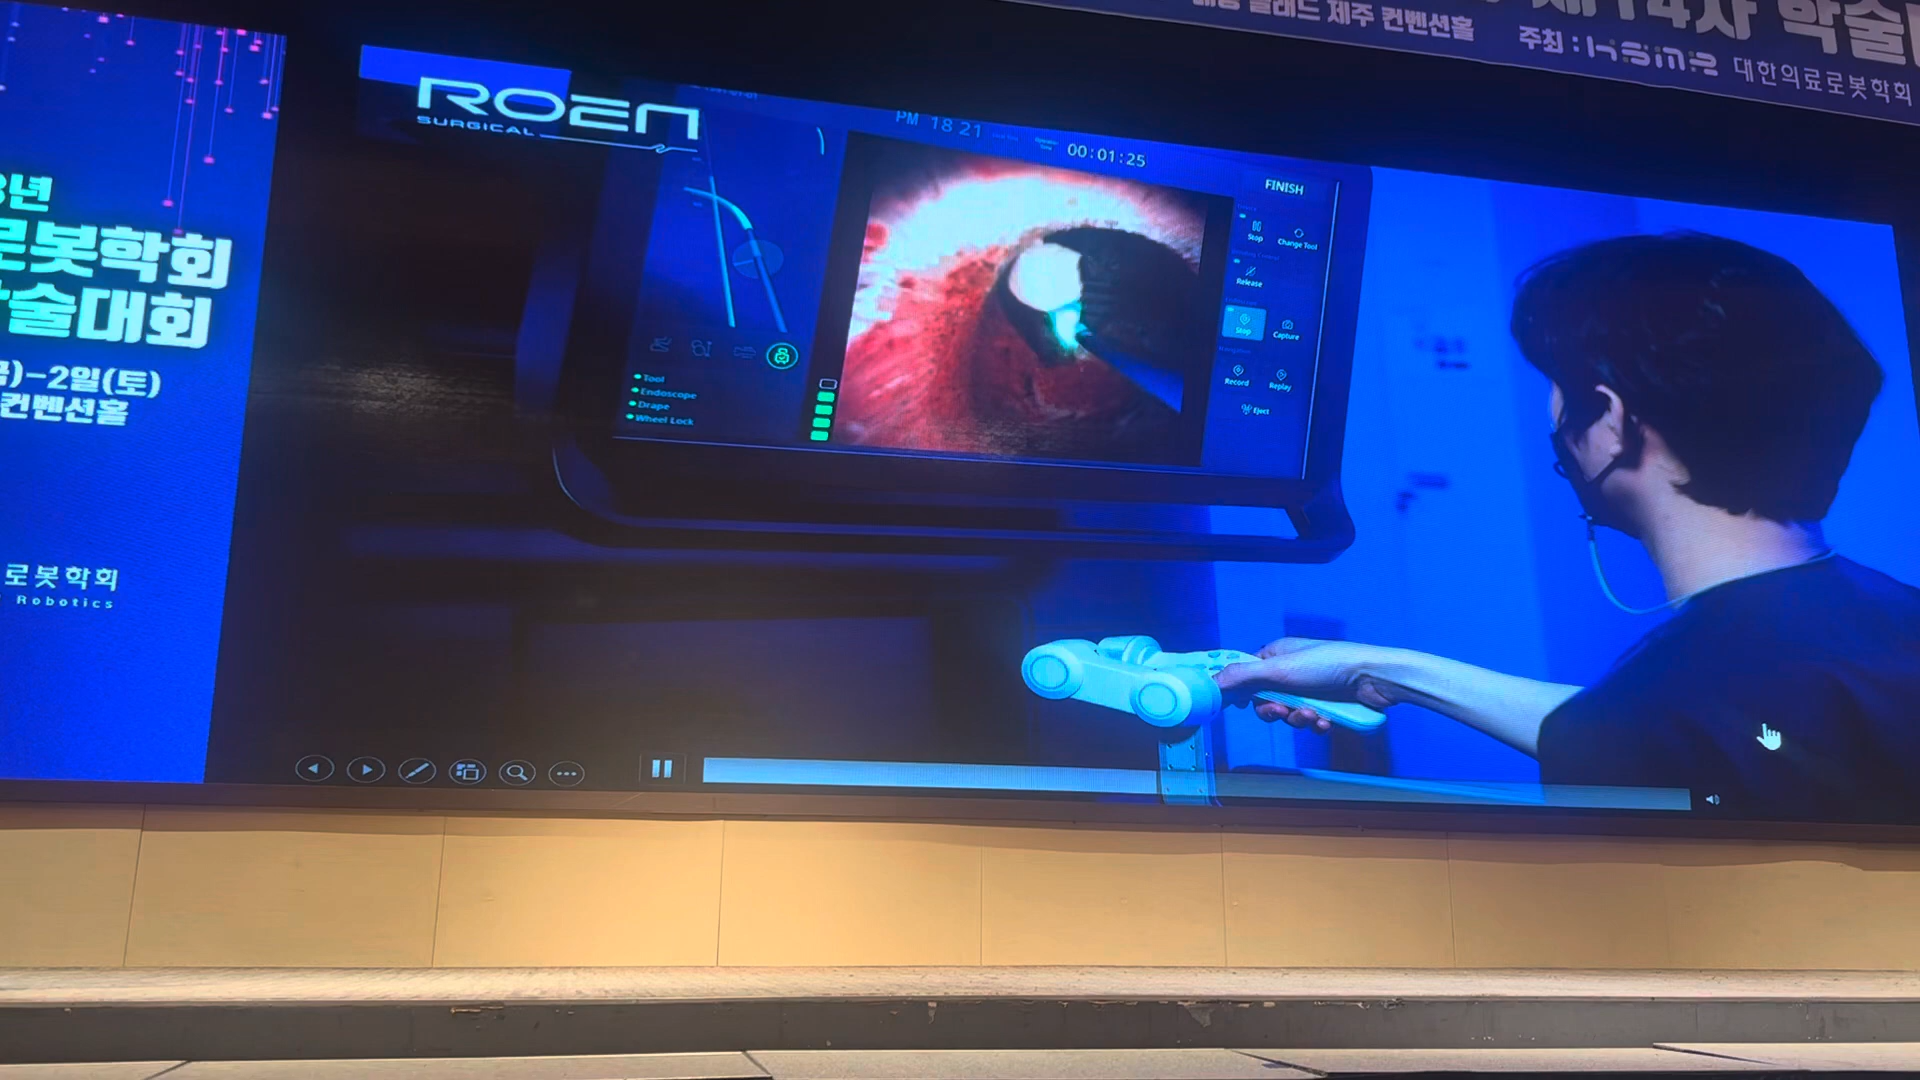 년
로봇학회
술대회
)-2일(토)
컨벤션홀
로봇학회
Robotics
제주 컨벤션홀
주최 : KSMR 대한의료로봇학회
ROEN
SURGICAL
PM 18 21
00:01:25
FINISH
Stop
Change Tool
Release
Stop
Capture
Record
Replay
Eject
Tool
Endoscope
Drape
Wheel Lock